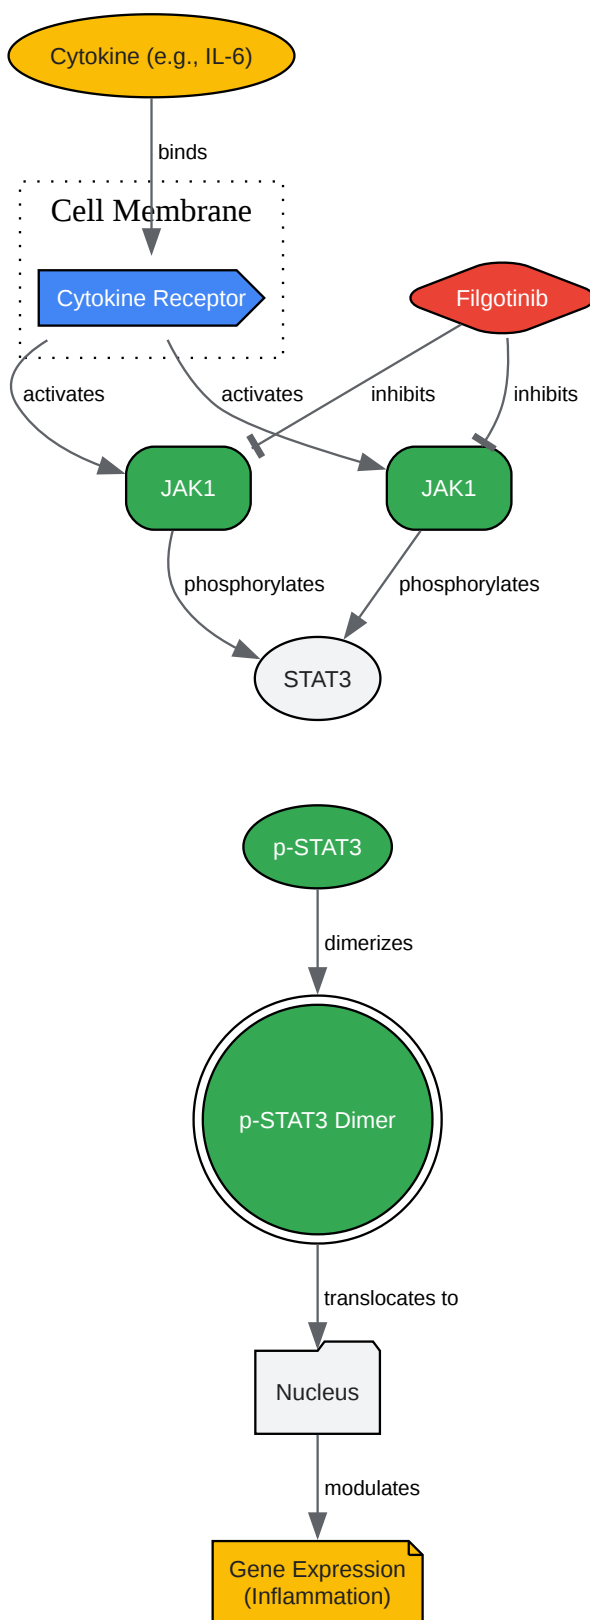 Cytokine (e.g., IL-6)
binds
Cell Membrane
Cytokine Receptor
Filgotinib
activates
activates
inhibits
inhibits
JAK1
JAK1
phosphorylates
phosphorylates
STAT3
p-STAT3
dimerizes
p-STAT3 Dimer
translocates to
Nucleus
modulates
Gene Expression
(Inflammation)